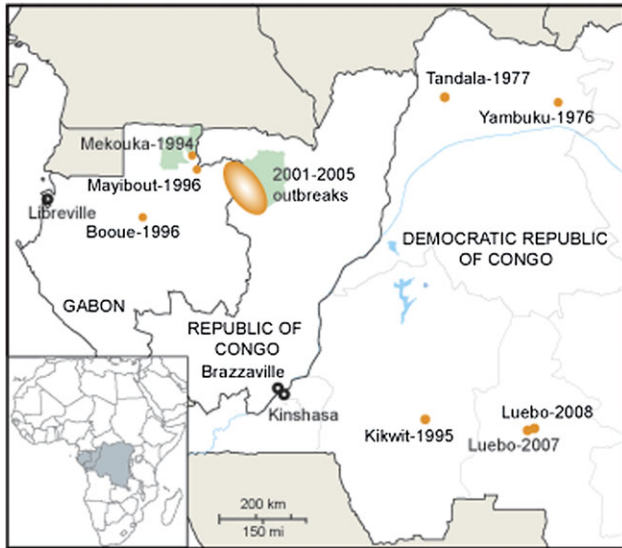 Tandala-1977
Yambuku-1976
Mekouka-1994
Mayibout-1996
2001-2005
outbreaks
Libreville
Booue-1996
DEMOCRATIC REPUBLIC
OF CONGO
GABON
REPUBLIC OF
CONGO
Brazzaville
Kinshasa
Luebo-2008
Kikwit-1995
Luebo-2007
200 km
150 mi